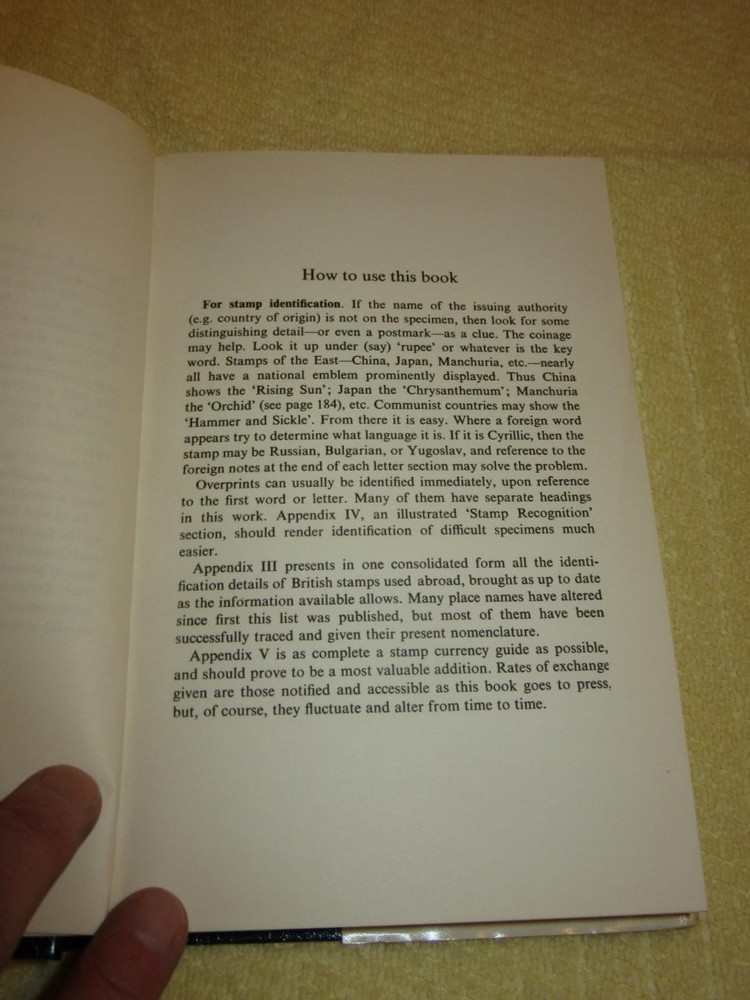 How to use this book
For stamp identification. If the name of the issuing authority
(e.g. country of origin) is not on the specimen, then look for some
distinguishing detail—or even a postmark—as a clue. The coinage
may help. Look it up under (say) 'rupee' or whatever is the key
word. Stamps of the East—China, Japan, Manchuria, etc.—nearly
all have a national emblem prominently displayed. Thus China
shows the 'Rising Sun'; Japan the 'Chrysanthemum'; Manchuria
the 'Orchid' (see page 184), etc. Communist countries may show the
'Hammer and Sickle'. From there it is easy. Where a foreign word
appears try to determine what language it is. If it is Cyrillic, then the
stamp may be Russian, Bulgarian, or Yugoslav, and reference to the
foreign notes at the end of each letter section may solve the problem.
Overprints can usually be identified immediately, upon reference
to the first word or letter. Many of them have separate headings
in this work. Appendix IV, an illustrated 'Stamp Recognition'
section, should render identification of difficult specimens much
easier.
Appendix III presents in one consolidated form all the identi-
fication details of British stamps used abroad, brought as up to date
as the information available allows. Many place names have altered
since first this list was published, but most of them have been
successfully traced and given their present nomenclature.
Appendix V is as complete a stamp currency guide as possible,
and should prove to be a most valuable addition. Rates of exchange
given are those notified and accessible as this book goes to press,
but, of course, they fluctuate and alter from time to time.